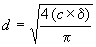 d = √(4 (c × δ) / π)